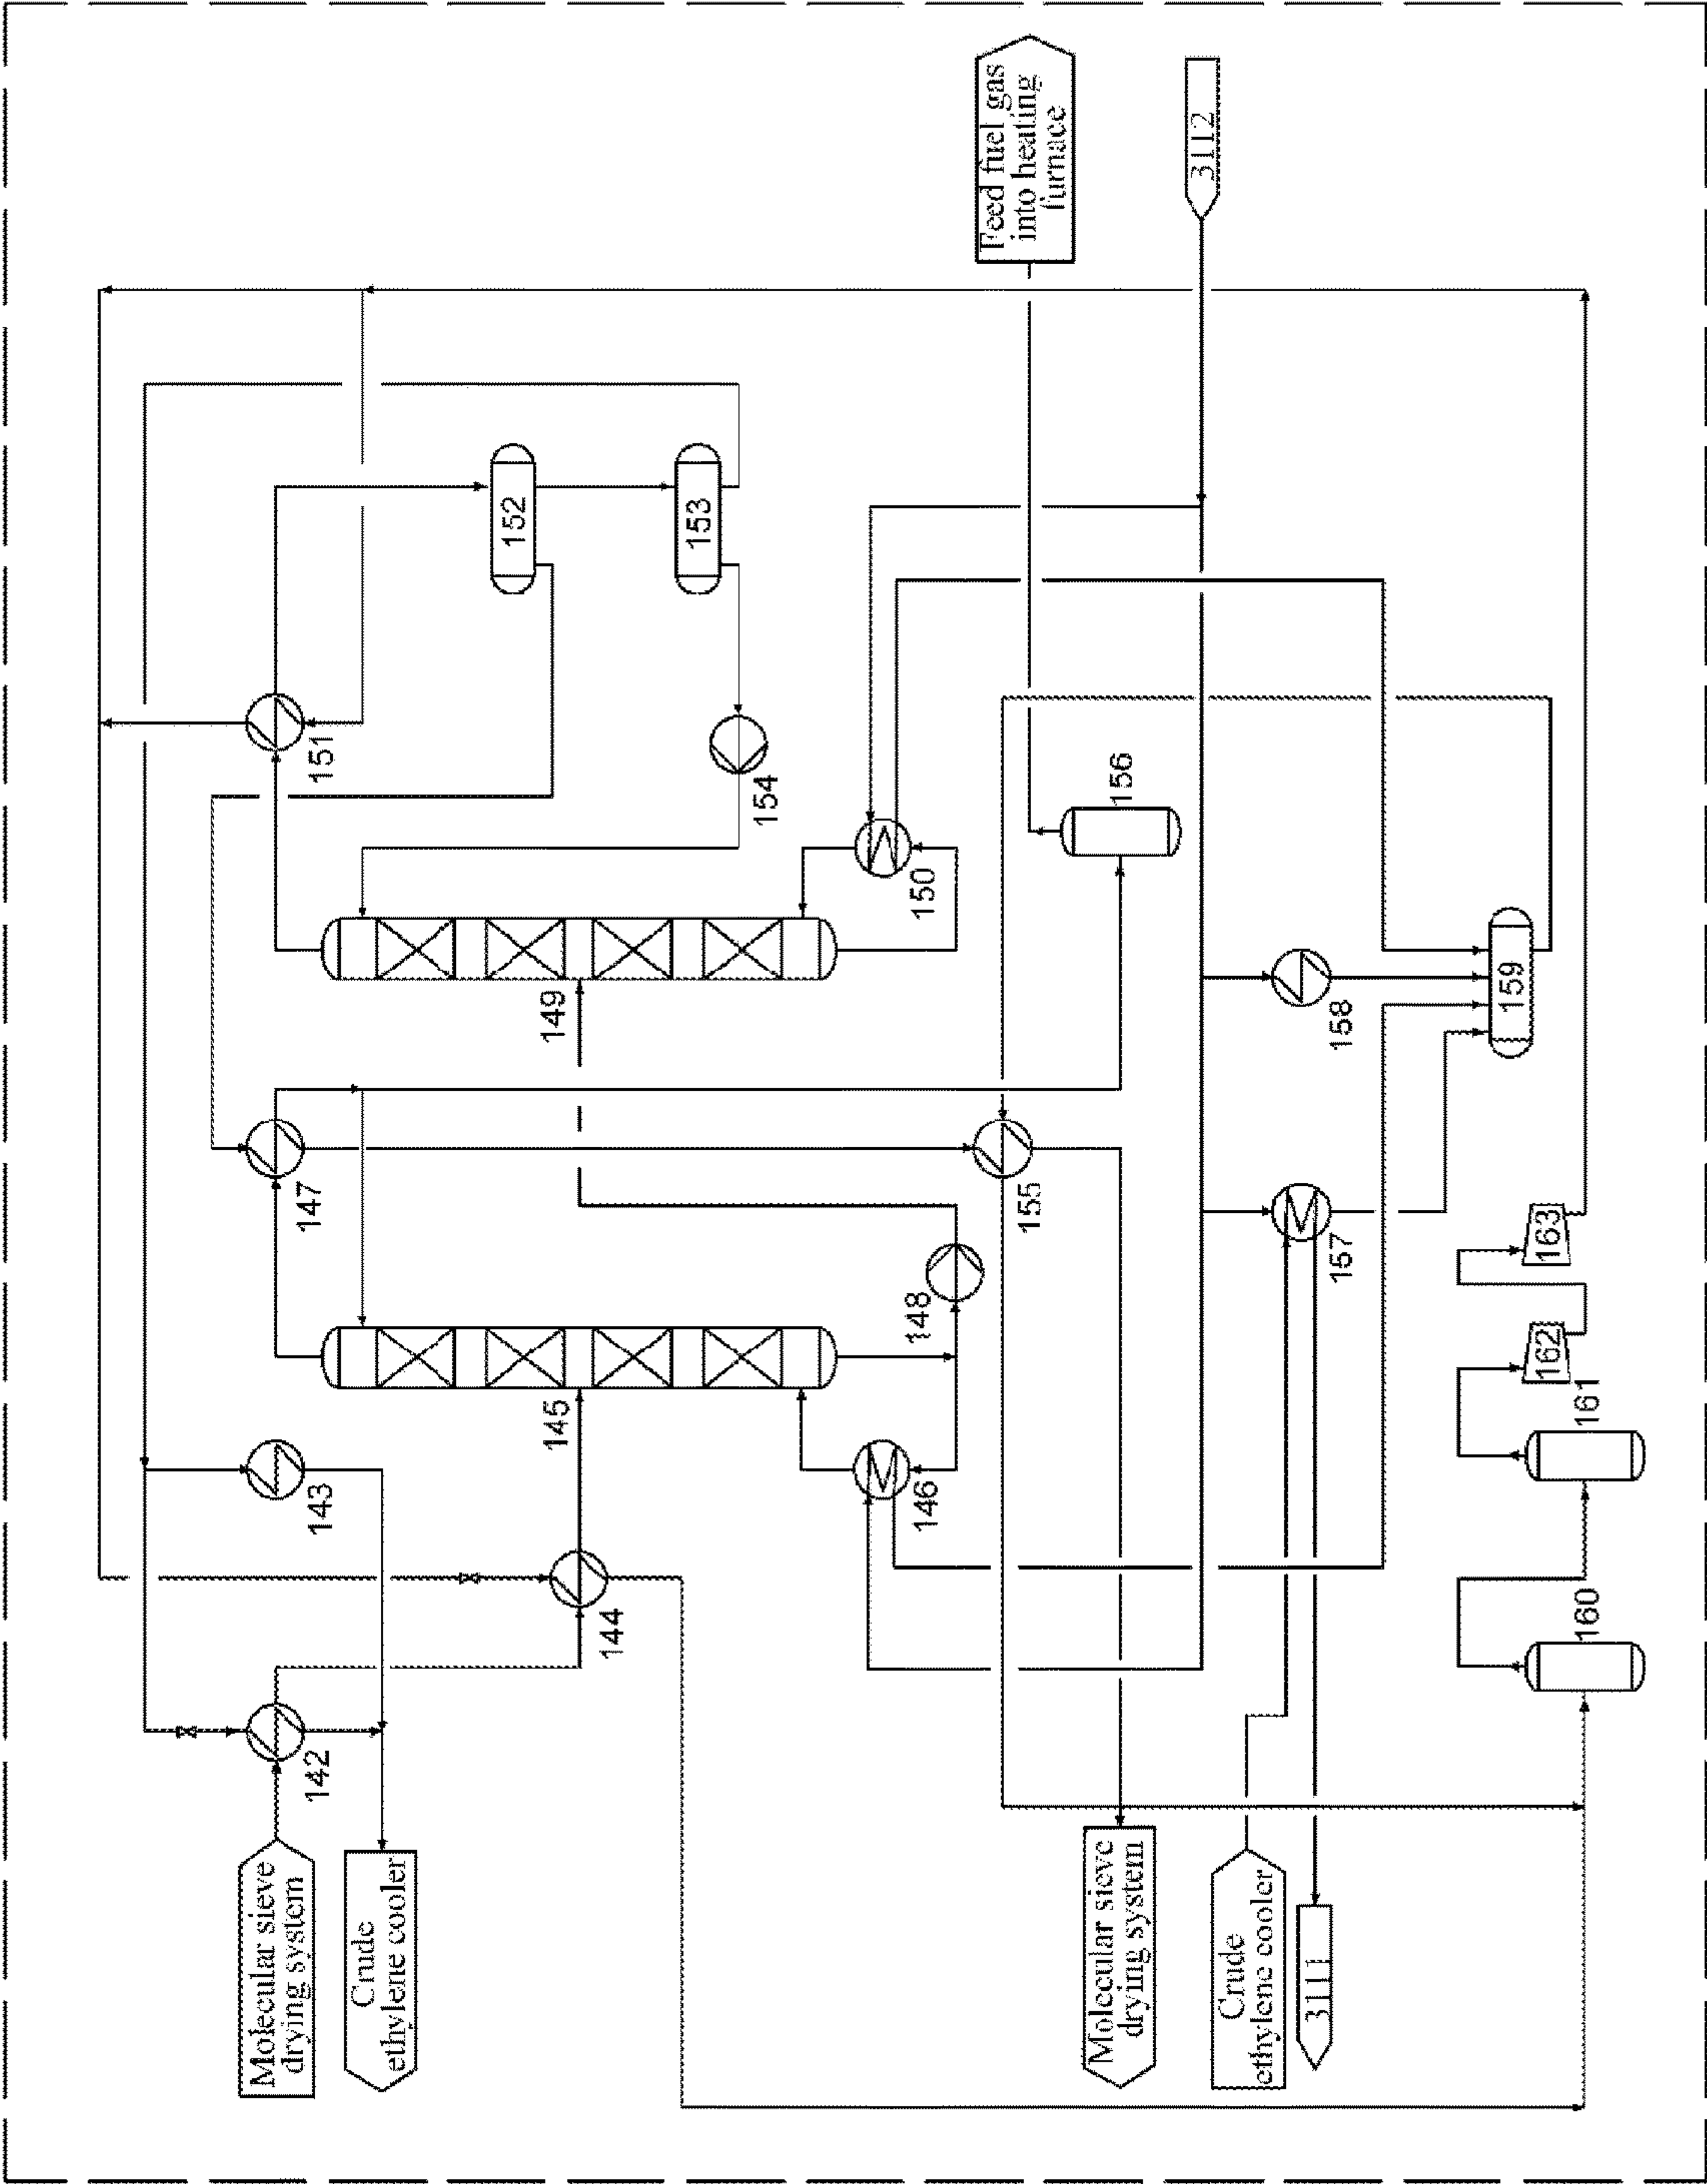 Molecular sieve
drying system
Crude
ethylene cooler
142
143
144
145
146
147
148
149
150
151
152
153
154
155
Molecular sieve
drying system
Crude
ethylene cooler
3111
156
157
158
159
160
161
162
163
Feed fuel gas
into heating
furnace
3112